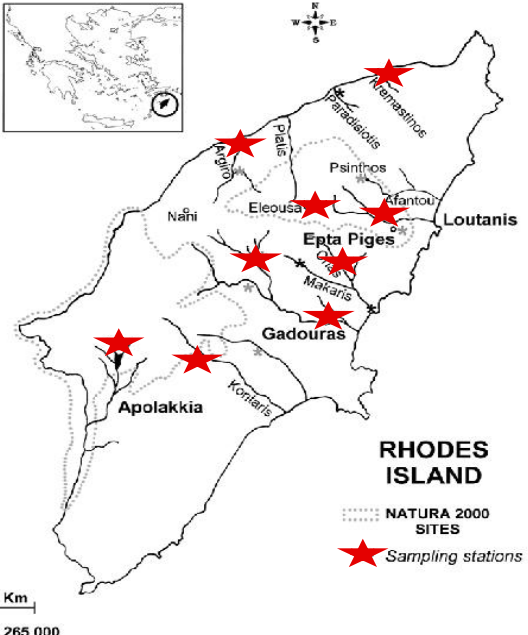 N
W E
S
Kremastinos
Paradisiotis
Platis
Argiro
Psinthos
Afantou
Eleousa
Nani
Loutanis
Epta Piges
Makaris
Gadouras
Kontaris
Apolakkia
RHODES
ISLAND
NATURA 2000
SITES
Sampling stations
Km
265 000